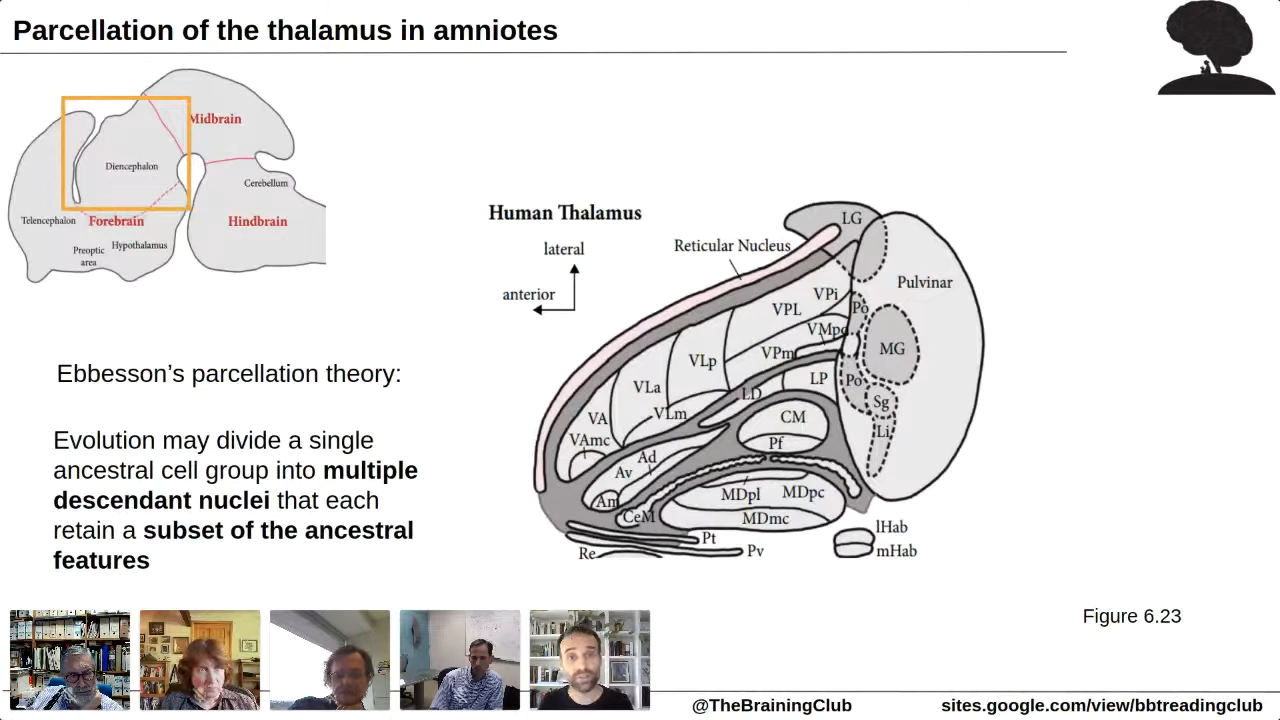 Parcellation of the thalamus in amniotes
Midbrain
Diencephalon
Cerebellum
Telencephalon
Forebrain
Hindbrain
Hypothalamus
Preoptic
area
Ebbesson’s parcellation theory:
Evolution may divide a single
ancestral cell group into multiple
descendant nuclei that each
retain a subset of the ancestral
features
Human Thalamus
lateral
anterior
Reticular Nucleus
LG
Pulvinar
VPi
Po
VPL
VMpo
MG
VPm
VLp
LP
Po
VLa
LD
Sg
VLm
VA
CM
Li
VAmc
Pf
Ad
Av
MDpl
MDpc
Am
CeM
MDmc
lHab
Pt
mHab
Re
Pv
Figure 6.23
@TheBrainingClub
sites.google.com/view/bbtreadingclub